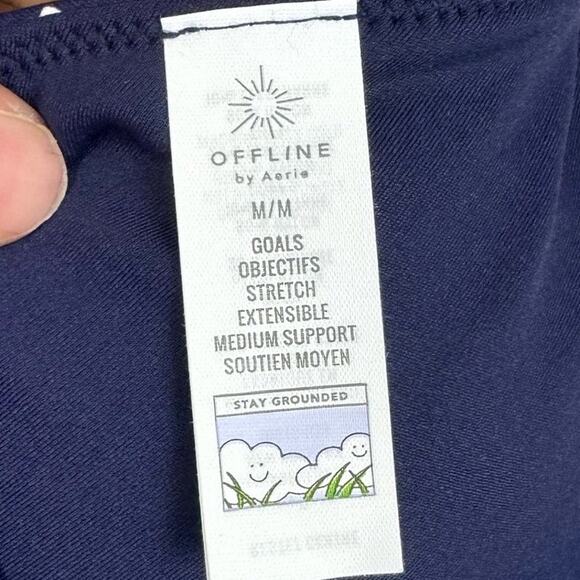 OFFLINE
by Aerie
M/M
GOALS
OBJECTIFS
STRETCH
EXTENSIBLE
MEDIUM SUPPORT
SOUTIEN MOYEN
STAY GROUNDED